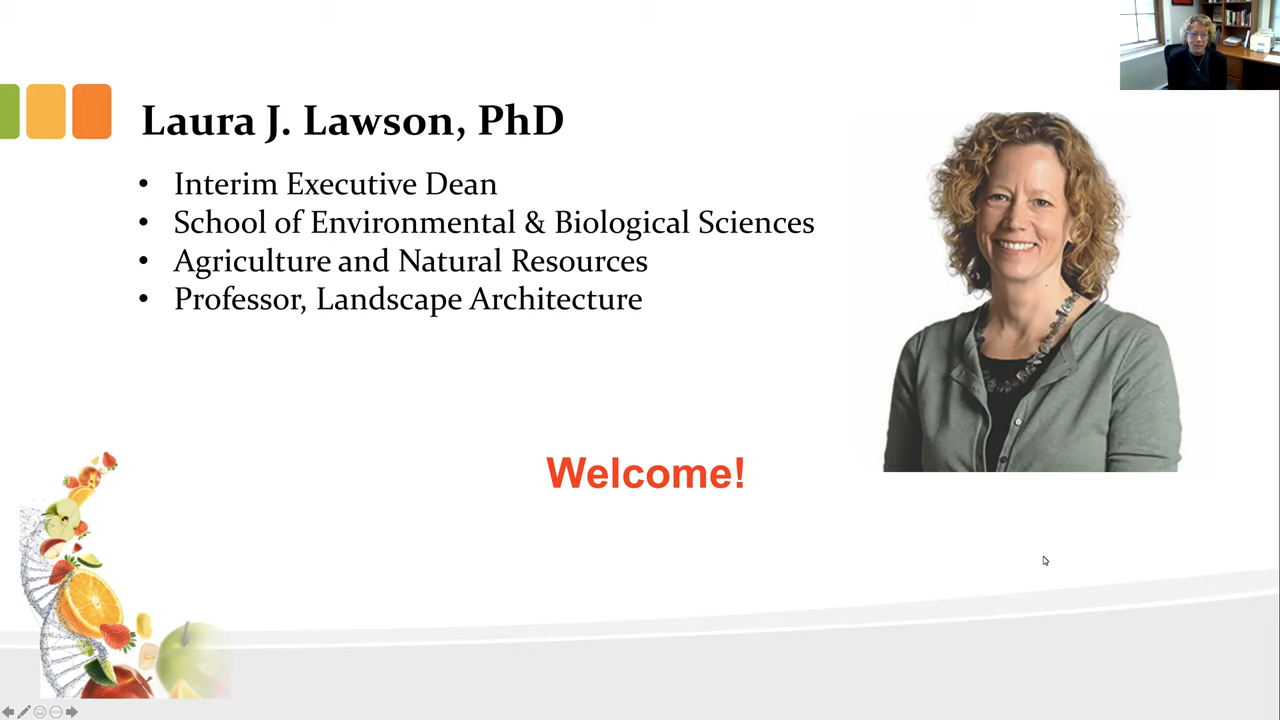 Laura J. Lawson, PhD
• Interim Executive Dean
• School of Environmental & Biological Sciences
• Agriculture and Natural Resources
• Professor, Landscape Architecture
Welcome!